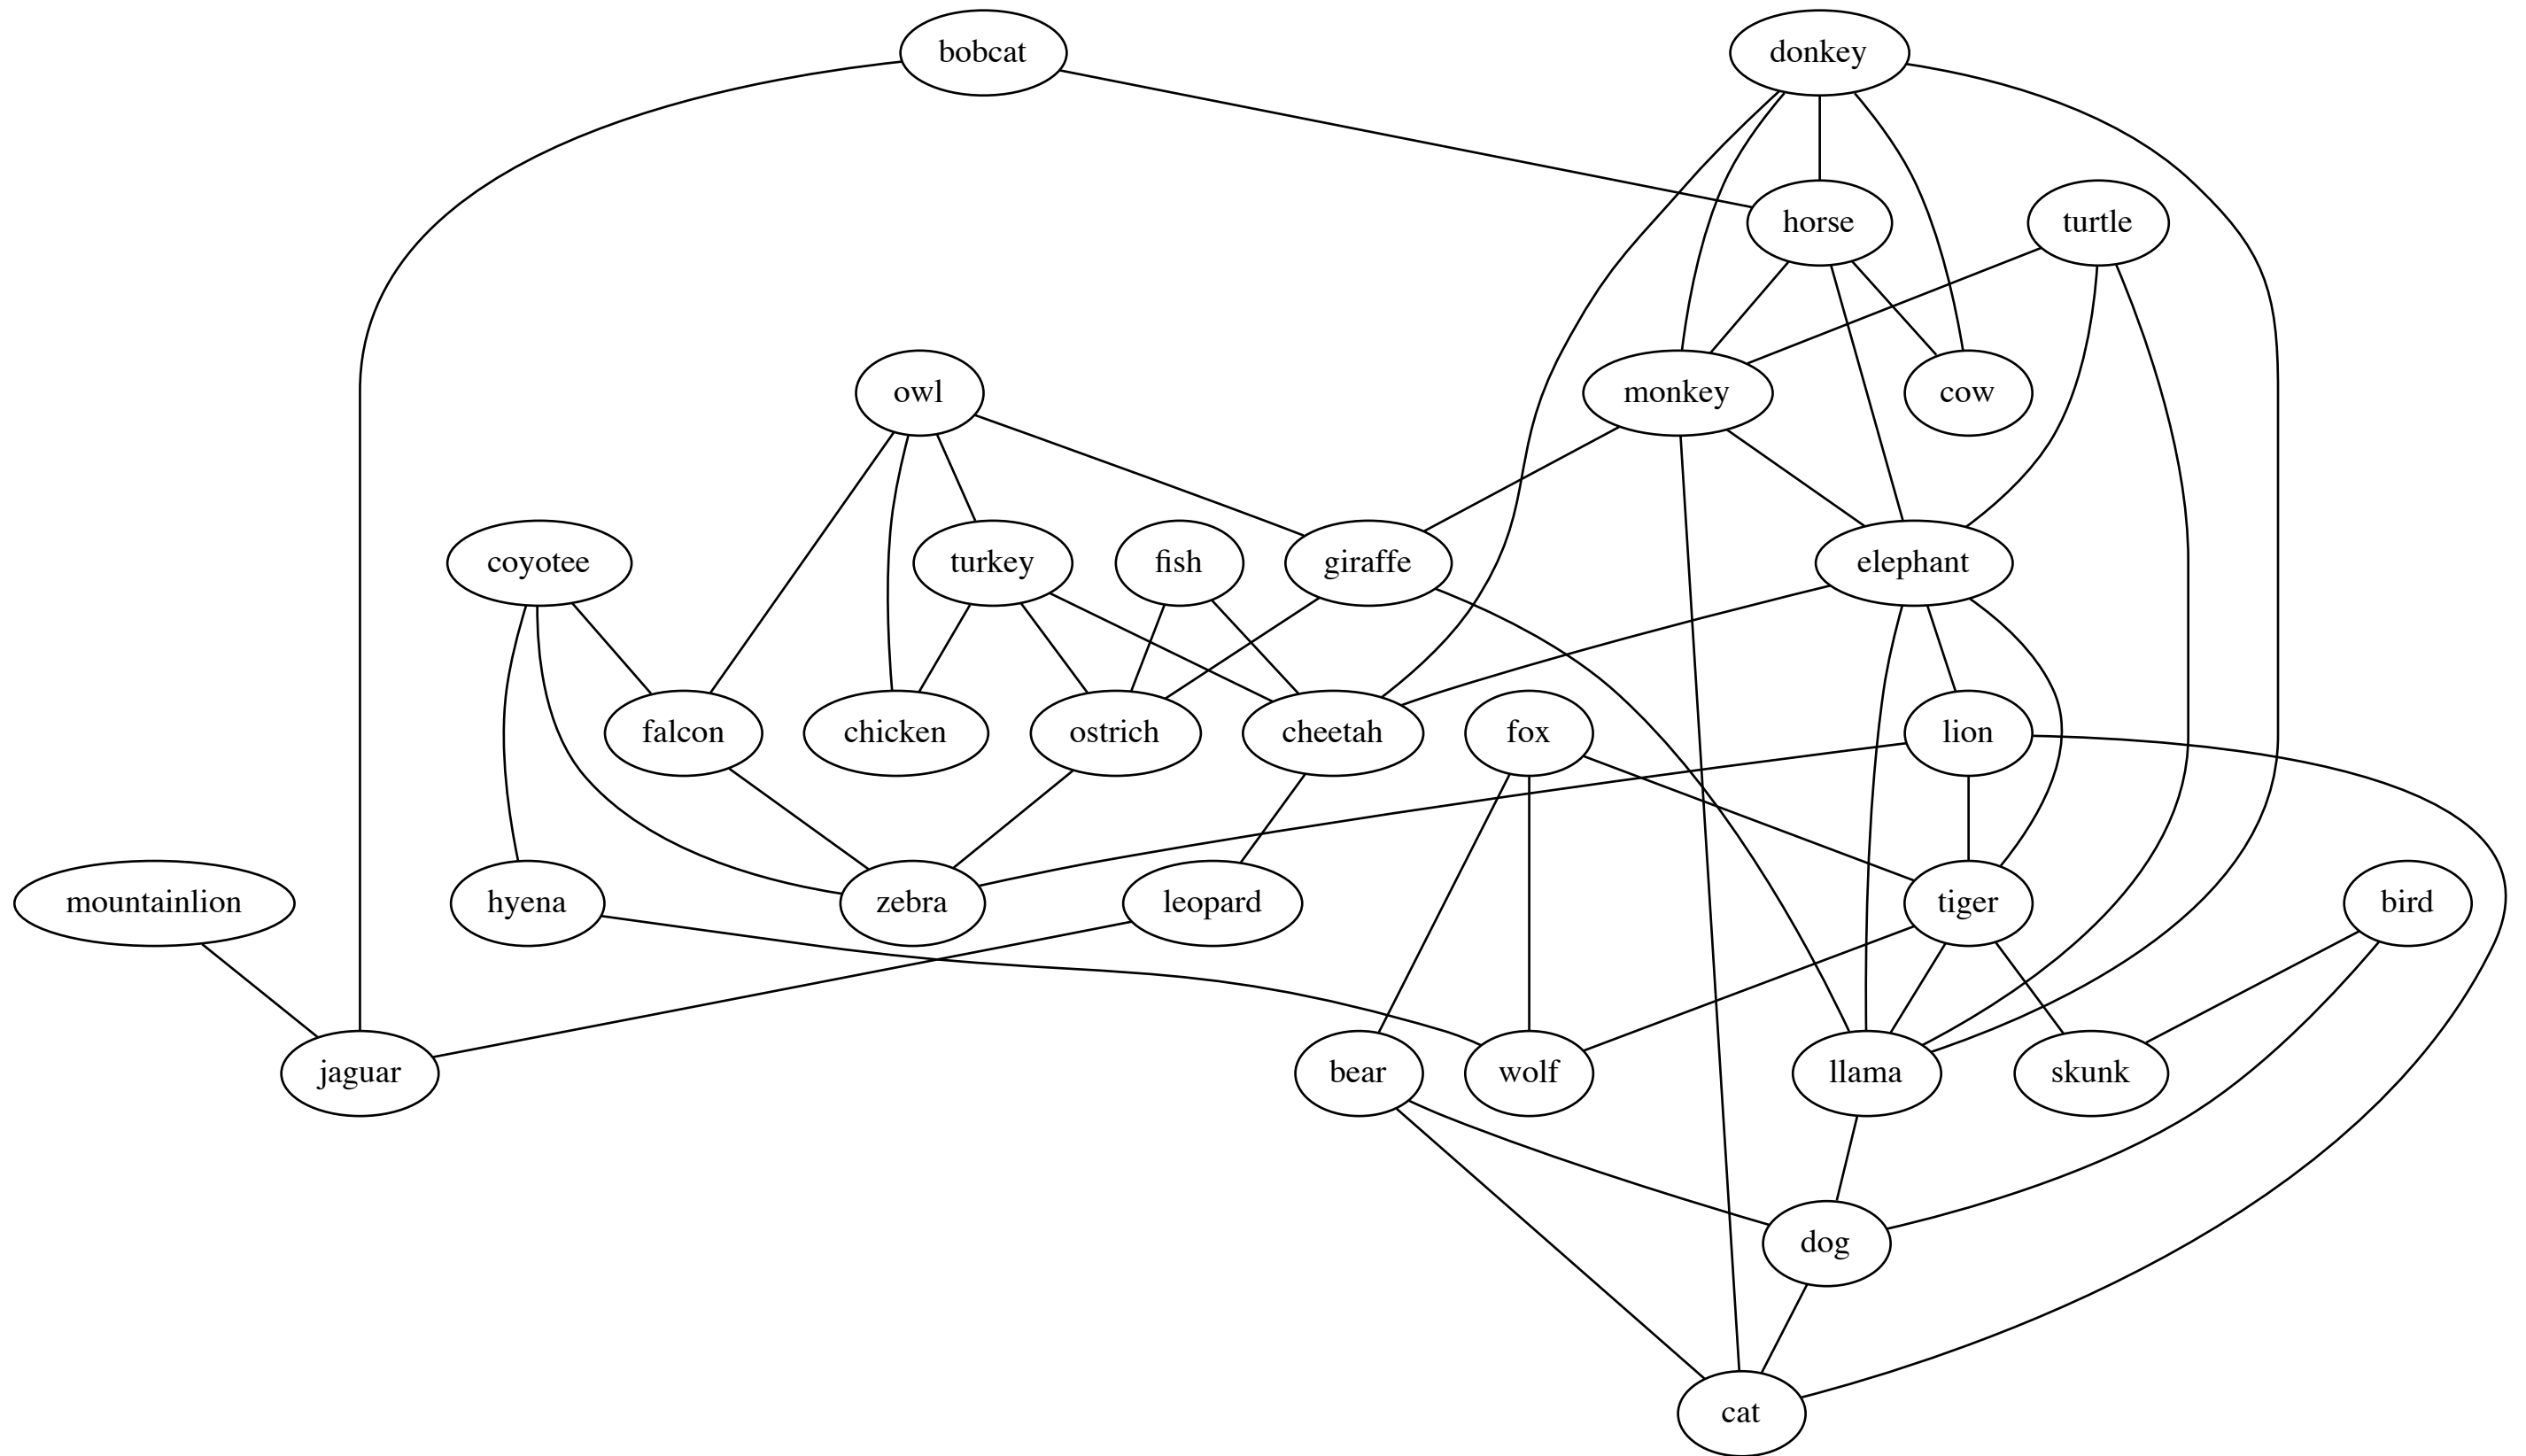 bobcat
donkey
horse
turtle
owl
monkey
cow
coyotee
turkey
fish
giraffe
elephant
falcon
chicken
ostrich
cheetah
fox
lion
mountainlion
hyena
zebra
leopard
tiger
bird
jaguar
bear
wolf
llama
skunk
dog
cat